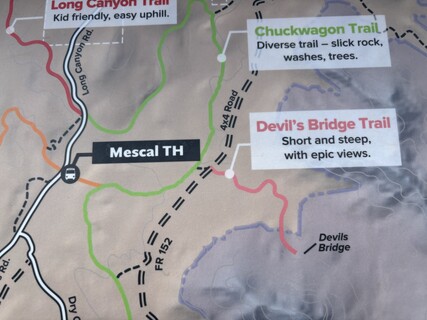 Long Canyon Trail
Kid friendly, easy uphill.
Long Canyon Rd.
Chuckwagon Trail
Diverse trail – slick rock,
washes, trees.
4x4 Road
Devil's Bridge Trail
Short and steep,
with epic views.
Mescal TH
Devils
Bridge
FR 152
Rd.
Dry